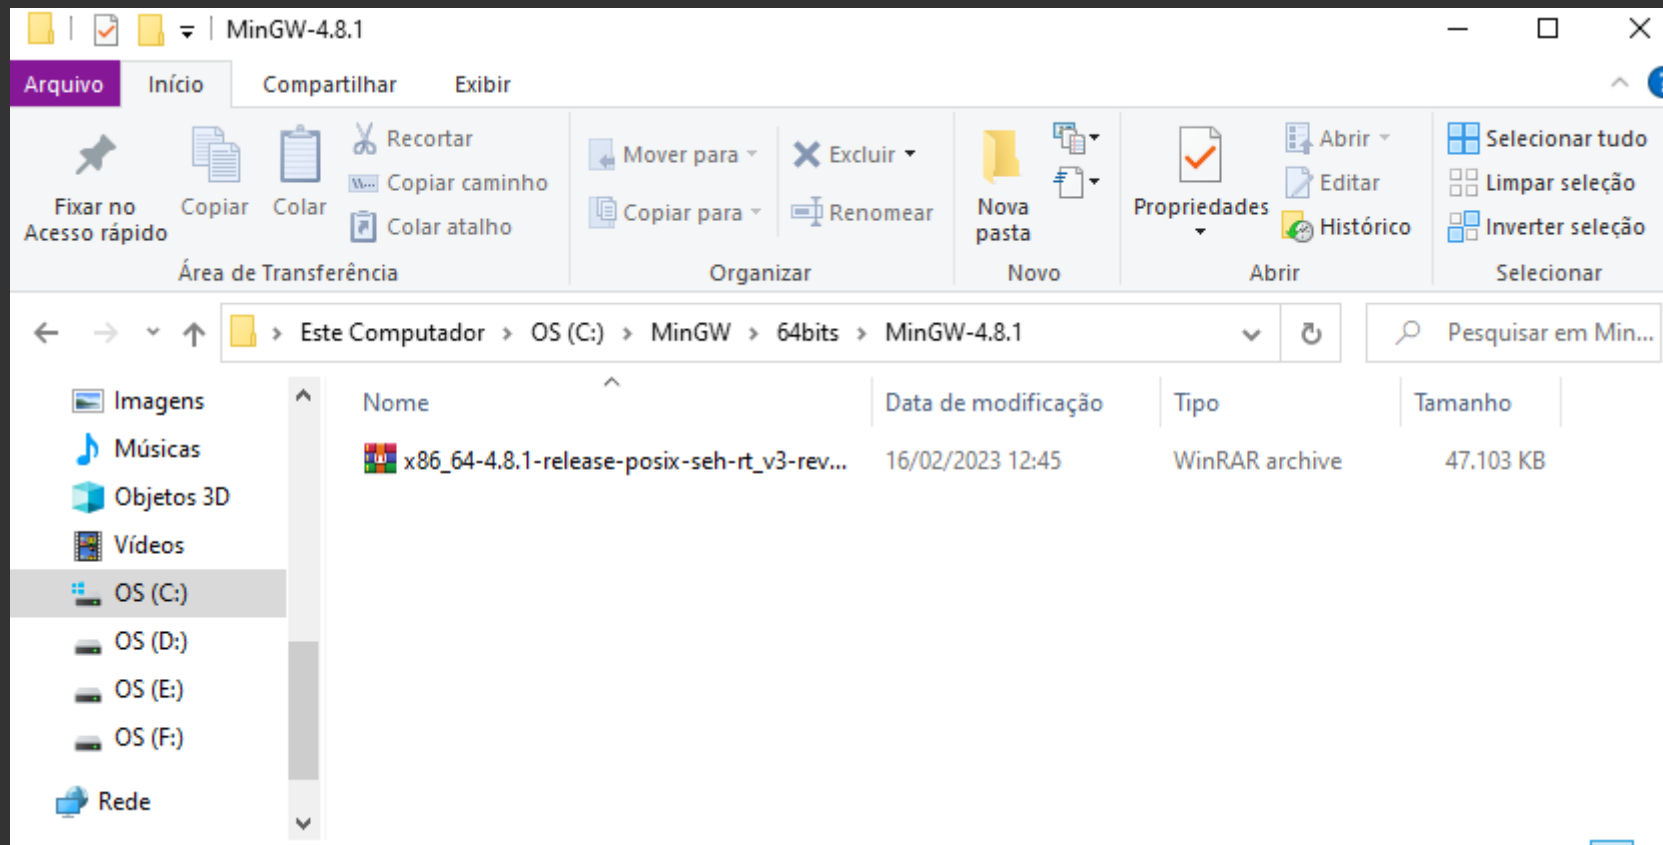 MinGW-4.8.1
Arquivo Início Compartilhar Exibir
Fixar no
Acesso rápido
Copiar
Colar
Recortar
Copiar caminho
Colar atalho
Área de Transferência
Mover para
Copiar para
Excluir
Renomear
Organizar
Nova
pasta
Novo
Propriedades
Abrir
Editar
Histórico
Abrir
Selecionar tudo
Limpar seleção
Inverter seleção
Selecionar
Este Computador > OS (C:) > MinGW > 64bits > MinGW-4.8.1
Pesquisar em Min...
Imagens
Músicas
Objetos 3D
Vídeos
OS (C:)
OS (D:)
OS (E:)
OS (F:)
Rede
Nome Data de modificação Tipo Tamanho
x86_64-4.8.1-release-posix-seh-rt_v3-rev... 16/02/2023 12:45 WinRAR archive 47.103 KB